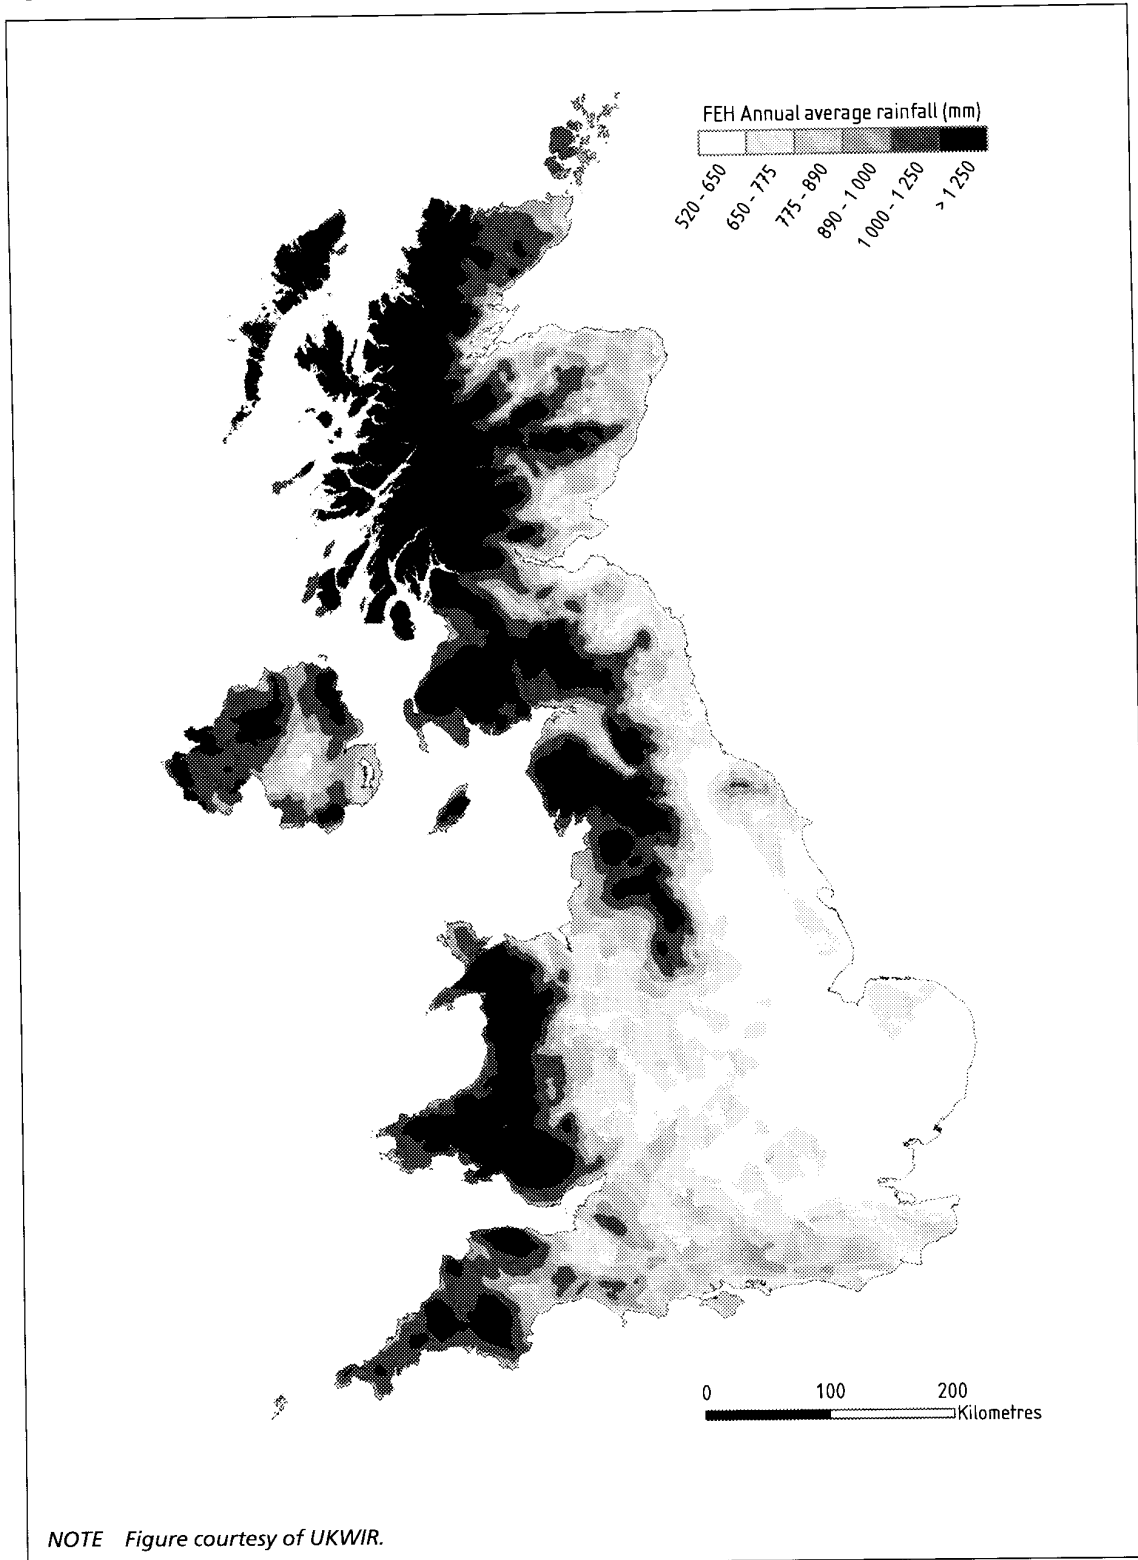 FEH Annual average rainfall (mm)
520 - 650
650 - 775
775 - 890
890 - 1 000
1 000 - 1 250
> 1 250
0 100 200
Kilometres
NOTE Figure courtesy of UKWIR.